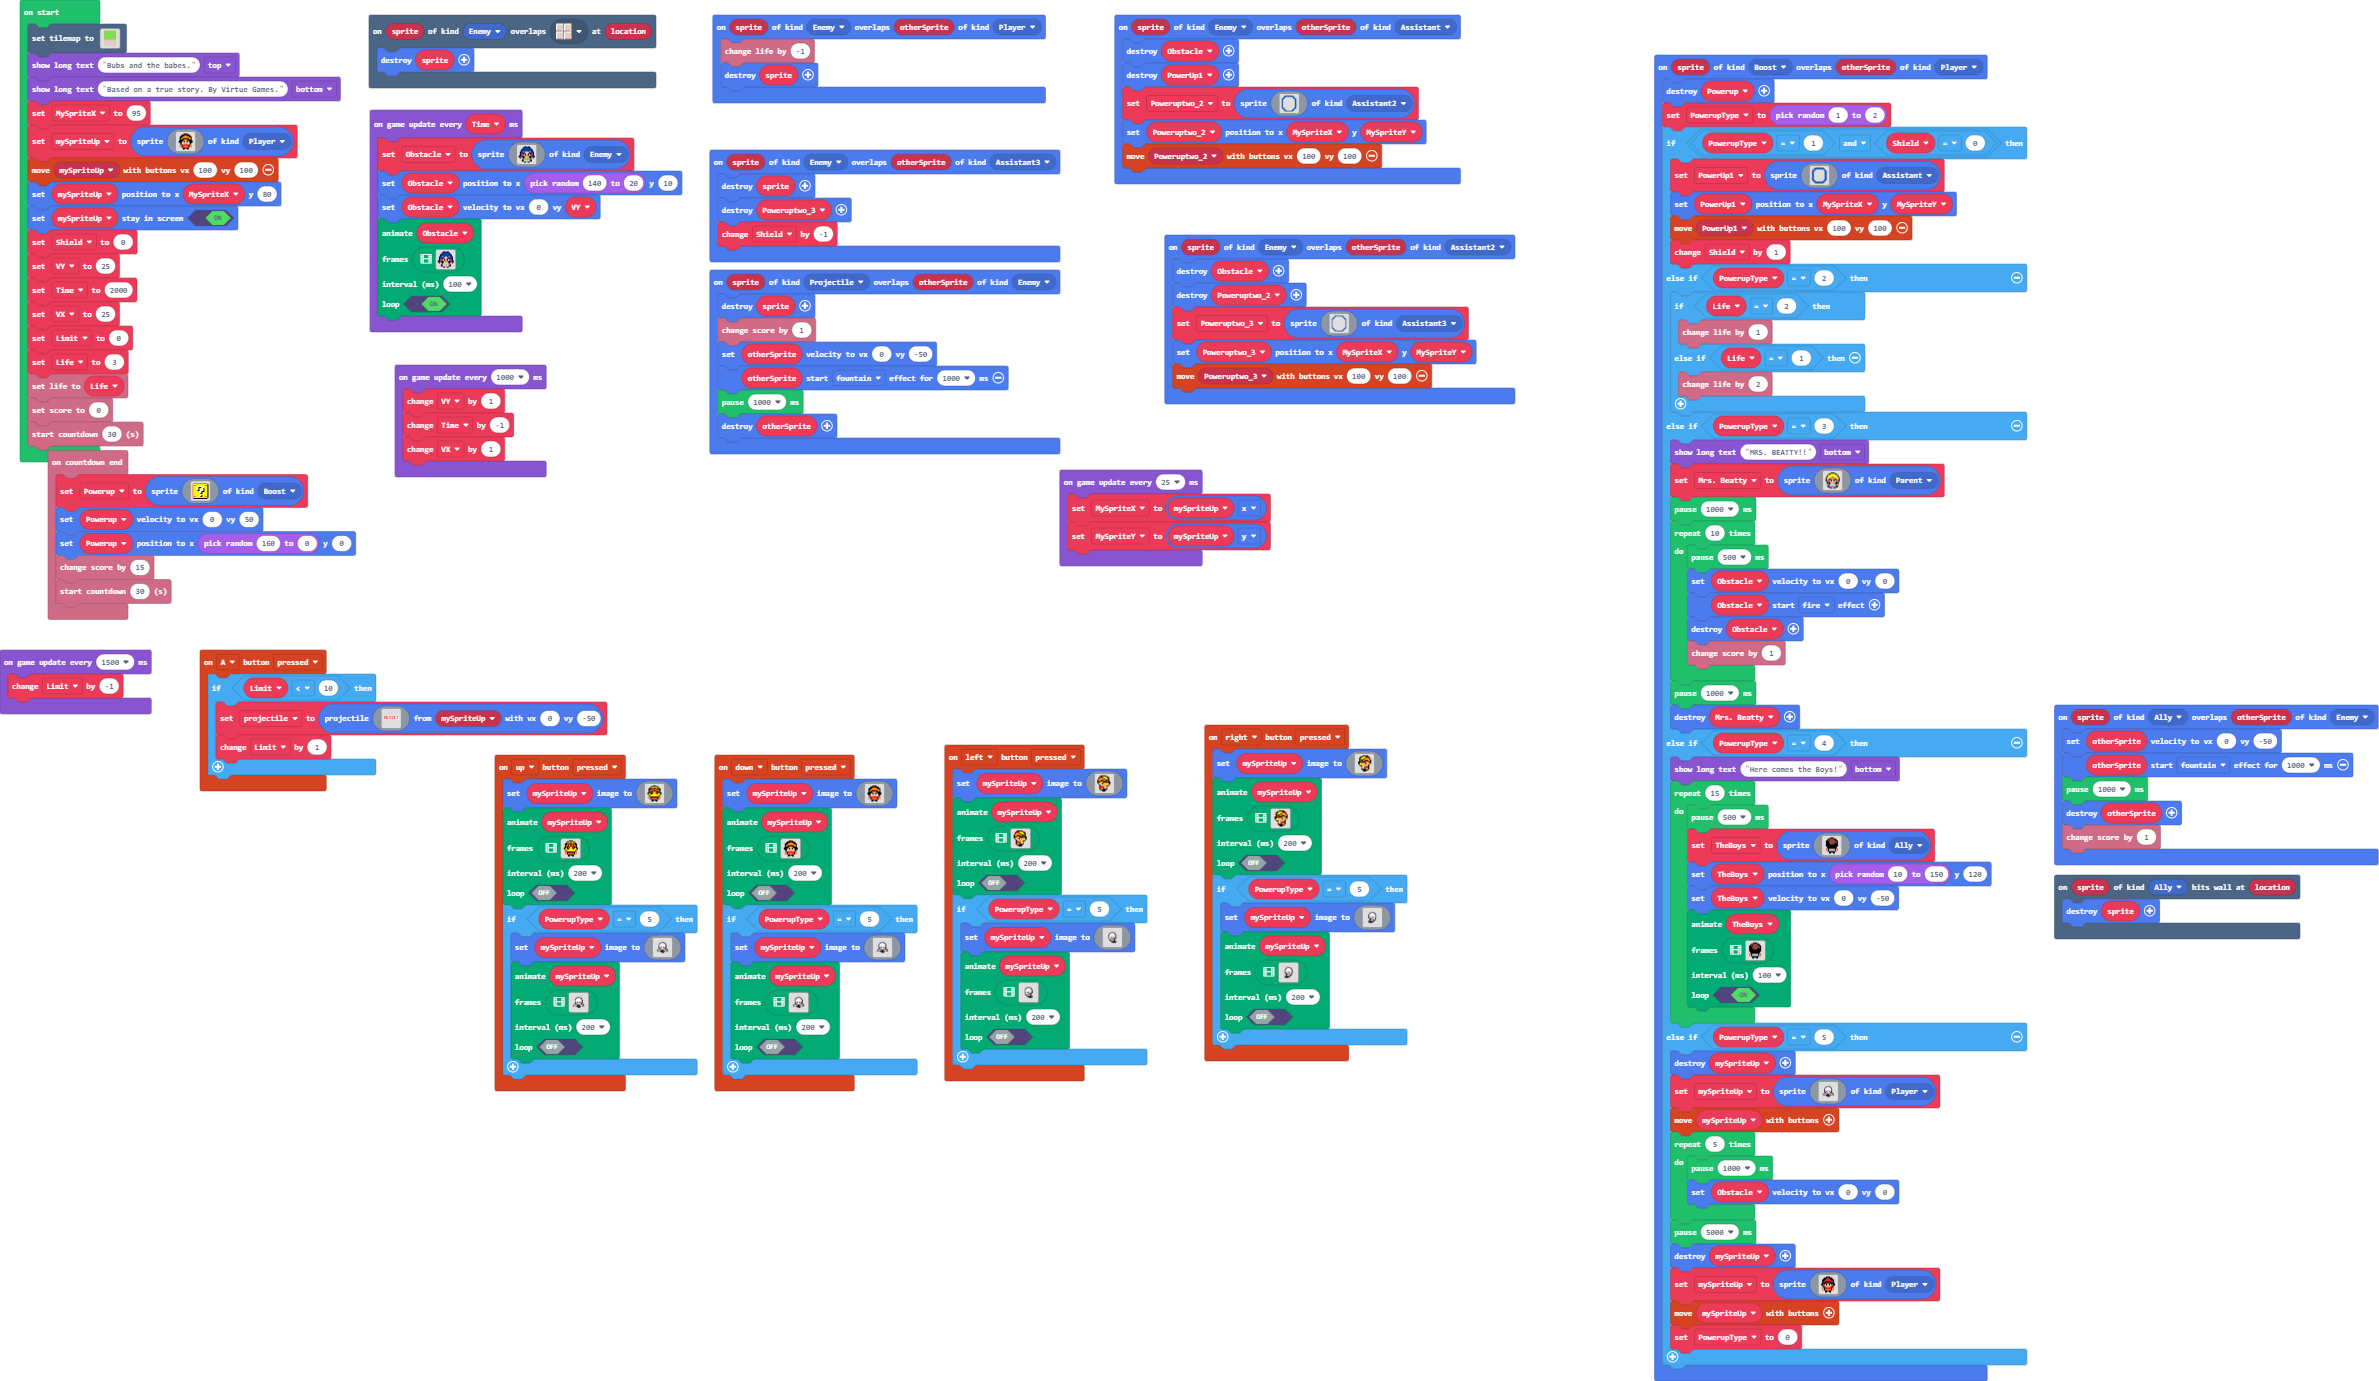 on start
set tilemap to
show long text "Bubs and the babes." top
show long text "Based on a true story. By Virtue Games." bottom
set MySpriteX to 95
set mySpriteUp to sprite of kind Player
move mySpriteUp with buttons vx 100 vy 100
set mySpriteUp position to x MySpriteX y 80
set mySpriteUp stay in screen ON
set Shield to 0
set VY to 25
set Time to 2000
set VX to 25
set Limit to 0
set Life to 3
set life to Life
set score to 0
start countdown 30 (s)
on countdown end
set Powerup to sprite of kind Boost
set Powerup velocity to vx 0 vy 50
set Powerup position to x pick random 160 to 0 y 0
change score by 15
start countdown 30 (s)
on game update every 1500 ms
change Limit by -1
on A button pressed
if Limit < 10 then
set projectile to projectile from mySpriteUp with vx 0 vy -50
change Limit by 1
on sprite of kind Enemy overlaps at location
destroy sprite
on game update every Time ms
set Obstacle to sprite of kind Enemy
set Obstacle position to x pick random 140 to 20 y 10
set Obstacle velocity to vx 0 vy VY
animate Obstacle
frames
interval (ms) 100
loop ON
on game update every 1000 ms
change VY by 1
change Time by -1
change VX by 1
on sprite of kind Enemy overlaps otherSprite of kind Player
change life by -1
destroy sprite
on sprite of kind Enemy overlaps otherSprite of kind Assistant3
destroy sprite
destroy Poweruptwo_3
change Shield by -1
on sprite of kind Projectile overlaps otherSprite of kind Enemy
destroy sprite
change score by 1
set otherSprite velocity to vx 0 vy -50
otherSprite start fountain effect for 1000 ms
pause 1000 ms
destroy otherSprite
on sprite of kind Enemy overlaps otherSprite of kind Assistant
destroy Obstacle
destroy PowerUp1
set Poweruptwo_2 to sprite of kind Assistant2
set Poweruptwo_2 position to x MySpriteX y MySpriteY
move Poweruptwo_2 with buttons vx 100 vy 100
on sprite of kind Enemy overlaps otherSprite of kind Assistant2
destroy Obstacle
destroy Poweruptwo_2
set Poweruptwo_3 to sprite of kind Assistant3
set Poweruptwo_3 position to x MySpriteX y MySpriteY
move Poweruptwo_3 with buttons vx 100 vy 100
on game update every 25 ms
set MySpriteX to mySpriteUp x
set MySpriteY to mySpriteUp y
on up button pressed
set mySpriteUp image to
animate mySpriteUp
frames
interval (ms) 200
loop OFF
if PowerupType = 5 then
set mySpriteUp image to
animate mySpriteUp
frames
interval (ms) 200
loop OFF
on down button pressed
set mySpriteUp image to
animate mySpriteUp
frames
interval (ms) 200
loop OFF
if PowerupType = 5 then
set mySpriteUp image to
animate mySpriteUp
frames
interval (ms) 200
loop OFF
on left button pressed
set mySpriteUp image to
animate mySpriteUp
frames
interval (ms) 200
loop OFF
if PowerupType = 5 then
set mySpriteUp image to
animate mySpriteUp
frames
interval (ms) 200
loop OFF
on right button pressed
set mySpriteUp image to
animate mySpriteUp
frames
interval (ms) 200
loop OFF
if PowerupType = 5 then
set mySpriteUp image to
animate mySpriteUp
frames
interval (ms) 200
loop OFF
on sprite of kind Boost overlaps otherSprite of kind Player
destroy Powerup
set PowerupType to pick random 1 to 2
if PowerupType = 1 and Shield = 0 then
set PowerUp1 to sprite of kind Assistant
set PowerUp1 position to x MySpriteX y MySpriteY
move PowerUp1 with buttons vx 100 vy 100
change Shield by 1
else if PowerupType = 2 then
if Life = 2 then
change life by 1
else if Life = 1 then
change life by 2
else if PowerupType = 3 then
show long text "MRS. BEATTY!!" bottom
set Mrs. Beatty to sprite of kind Parent
pause 1000 ms
repeat 10 times
do pause 500 ms
set Obstacle velocity to vx 0 vy 0
Obstacle start fire effect
destroy Obstacle
change score by 1
pause 1000 ms
destroy Mrs. Beatty
else if PowerupType = 4 then
show long text "Here comes the Boys!" bottom
repeat 15 times
do pause 500 ms
set TheBoys to sprite of kind Ally
set TheBoys position to x pick random 10 to 150 y 120
set TheBoys velocity to vx 0 vy -50
animate TheBoys
frames
interval (ms) 100
loop ON
else if PowerupType = 5 then
destroy mySpriteUp
set mySpriteUp to sprite of kind Player
move mySpriteUp with buttons
repeat 5 times
do pause 1000 ms
set Obstacle velocity to vx 0 vy 0
pause 5000 ms
destroy mySpriteUp
set mySpriteUp to sprite of kind Player
move mySpriteUp with buttons
set PowerupType to 0
on sprite of kind Ally overlaps otherSprite of kind Enemy
set otherSprite velocity to vx 0 vy -50
otherSprite start fountain effect for 1000 ms
pause 1000 ms
destroy otherSprite
change score by 1
on sprite of kind Ally hits wall at location
destroy sprite